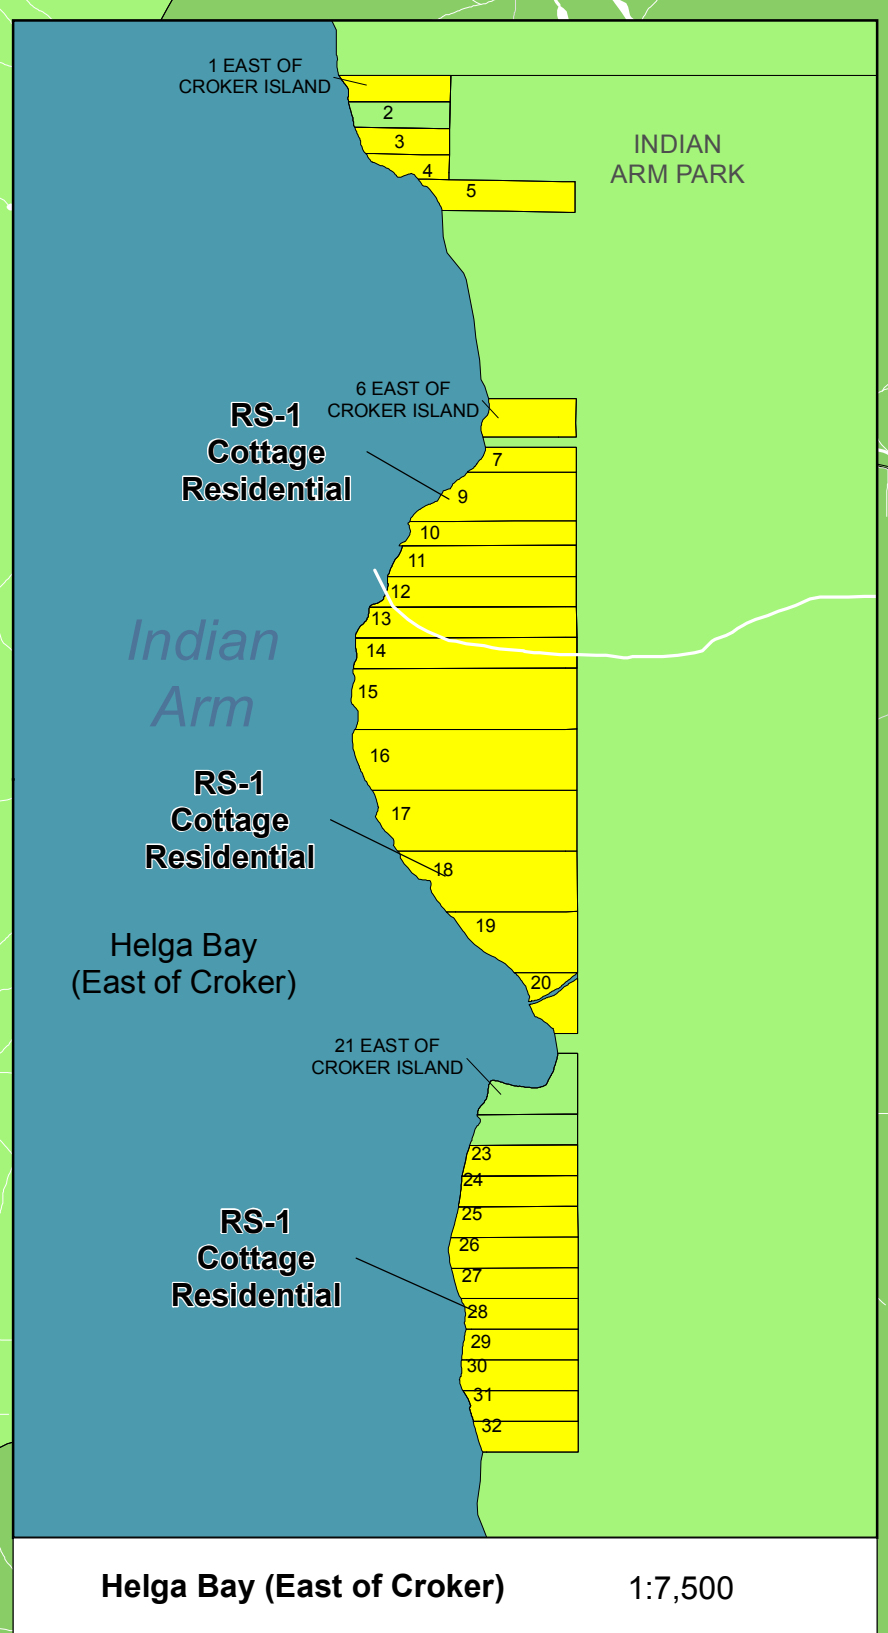 1 EAST OF
CROKER ISLAND
2
3
4
5
INDIAN
ARM PARK
6 EAST OF
CROKER ISLAND
RS-1
Cottage
Residential
7
9
10
11
12
13
14
15
Indian
Arm
16
RS-1
Cottage
Residential
17
18
19
Helga Bay
(East of Croker)
20
21 EAST OF
CROKER ISLAND
23
24
25
26
27
RS-1
Cottage
Residential
28
29
30
31
32
Helga Bay (East of Croker) 1:7,500